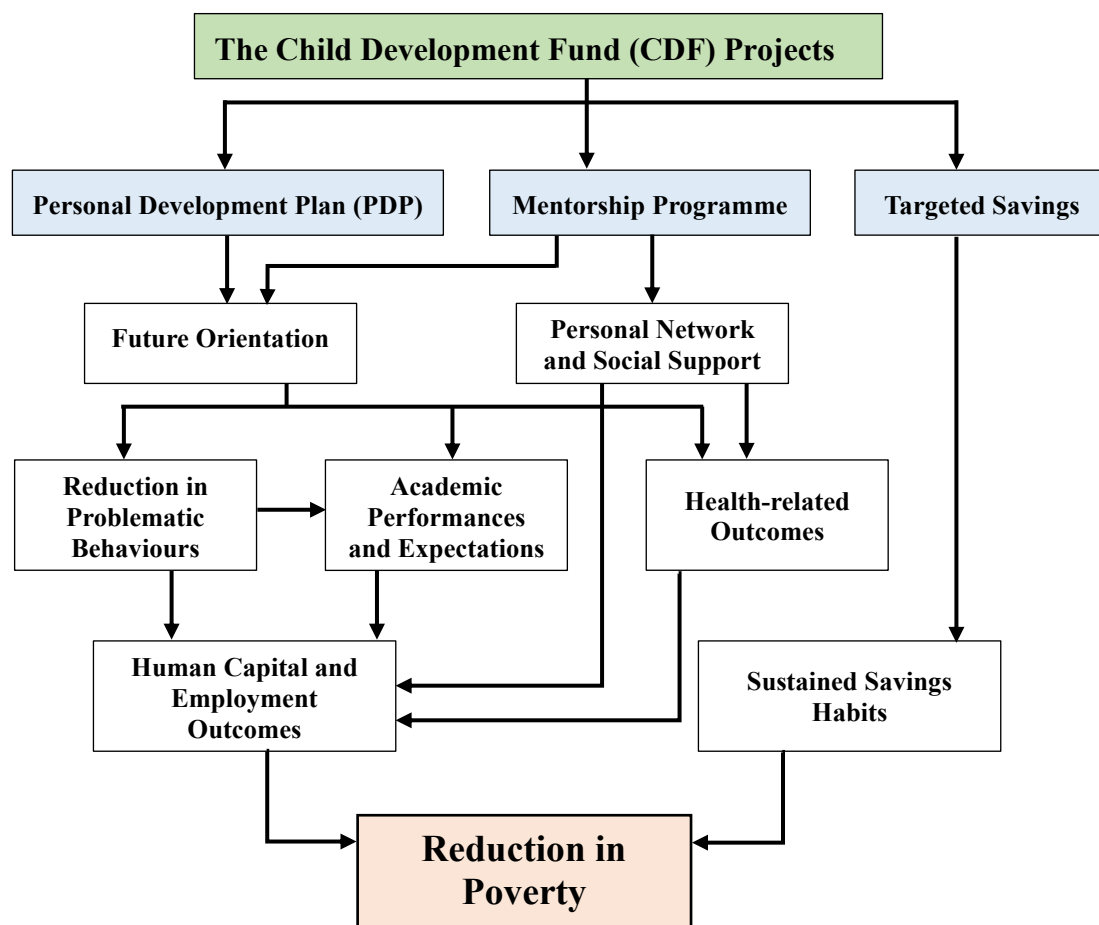 The Child Development Fund (CDF) Projects
Personal Development Plan (PDP)
Mentorship Programme
Targeted Savings
Future Orientation
Personal Network
and Social Support
Reduction in
Problematic
Behaviours
Academic
Performances
and Expectations
Health-related
Outcomes
Human Capital and
Employment
Outcomes
Sustained Savings
Habits
Reduction in
Poverty